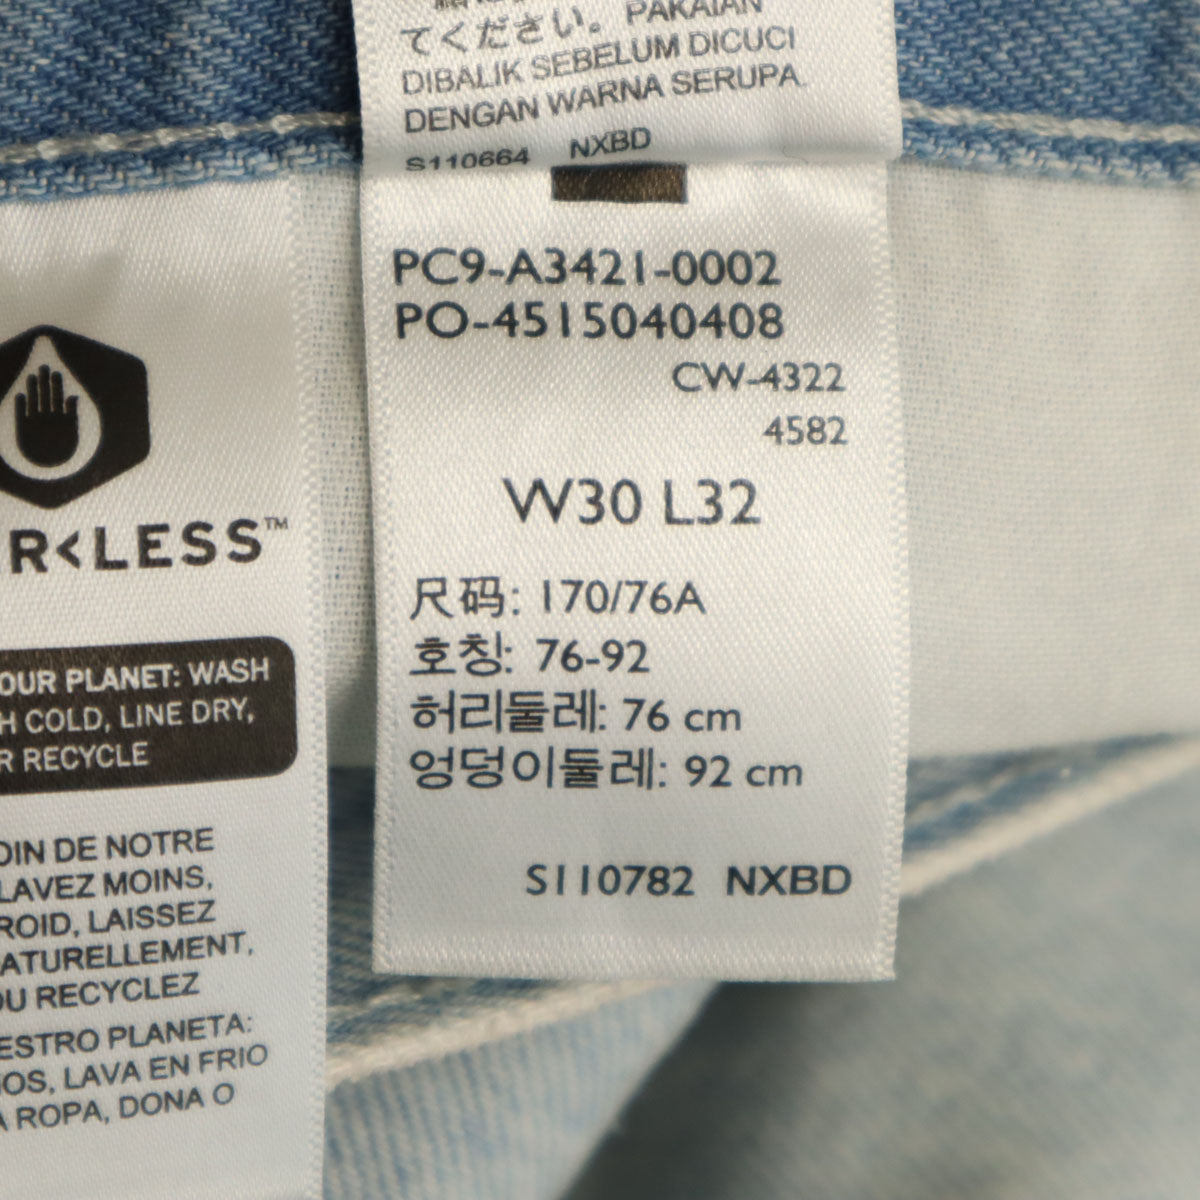 てください。 PAKAIAN
DIBALIK SEBELUM DICUCI
DENGAN WARNA SERUPA.
S110664 NXBD
PC9-A3421-0002
PO-4515040408
CW-4322
4582
W30 L32
尺码: 170/76A
호칭: 76-92
허리둘레: 76 cm
엉덩이둘레: 92 cm
S110782 NXBD
R<LESS™
OUR PLANET: WASH
H COLD, LINE DRY,
R RECYCLE
OIN DE NOTRE
LAVEZ MOINS,
ROID, LAISSEZ
ATURELLEMENT,
OU RECYCLEZ
ESTRO PLANETA:
OS, LAVA EN FRIO
A ROPA, DONA O